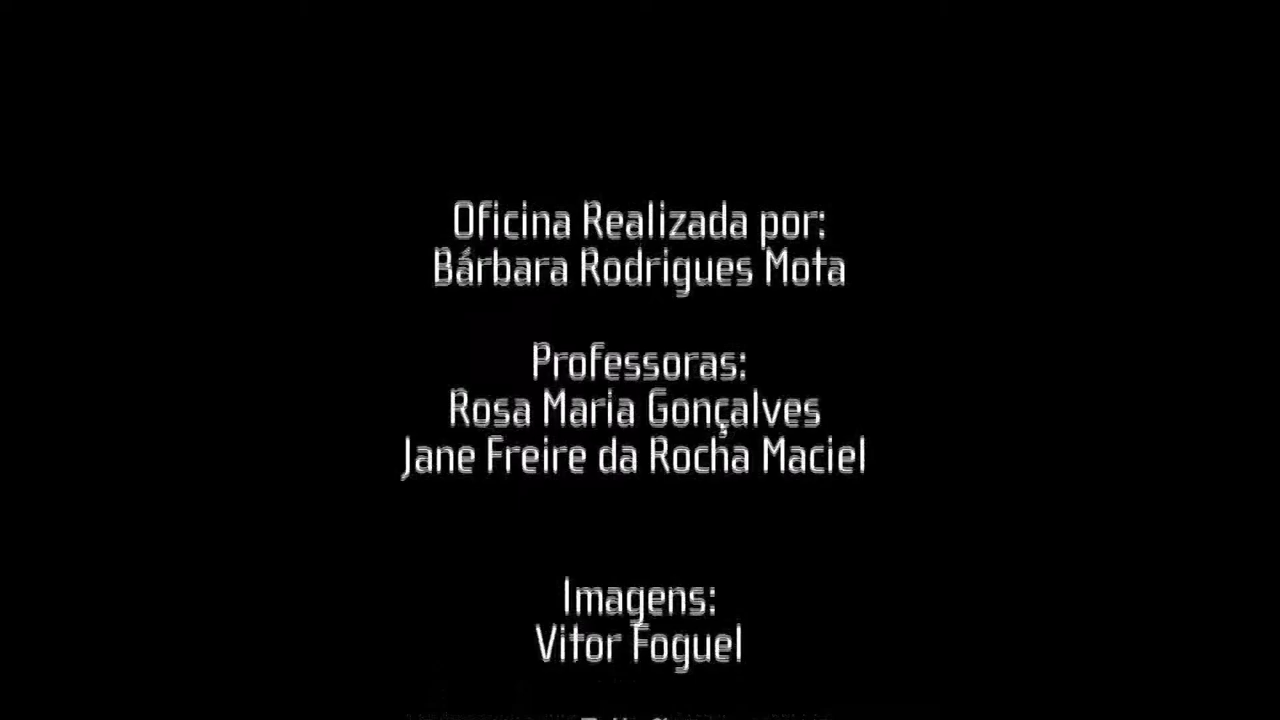 Oficina Realizada por:
Bárbara Rodrigues Mota
Professoras:
Rosa Maria Gonçalves
Jane Freire da Rocha Maciel
Imagens:
Vitor Foguel